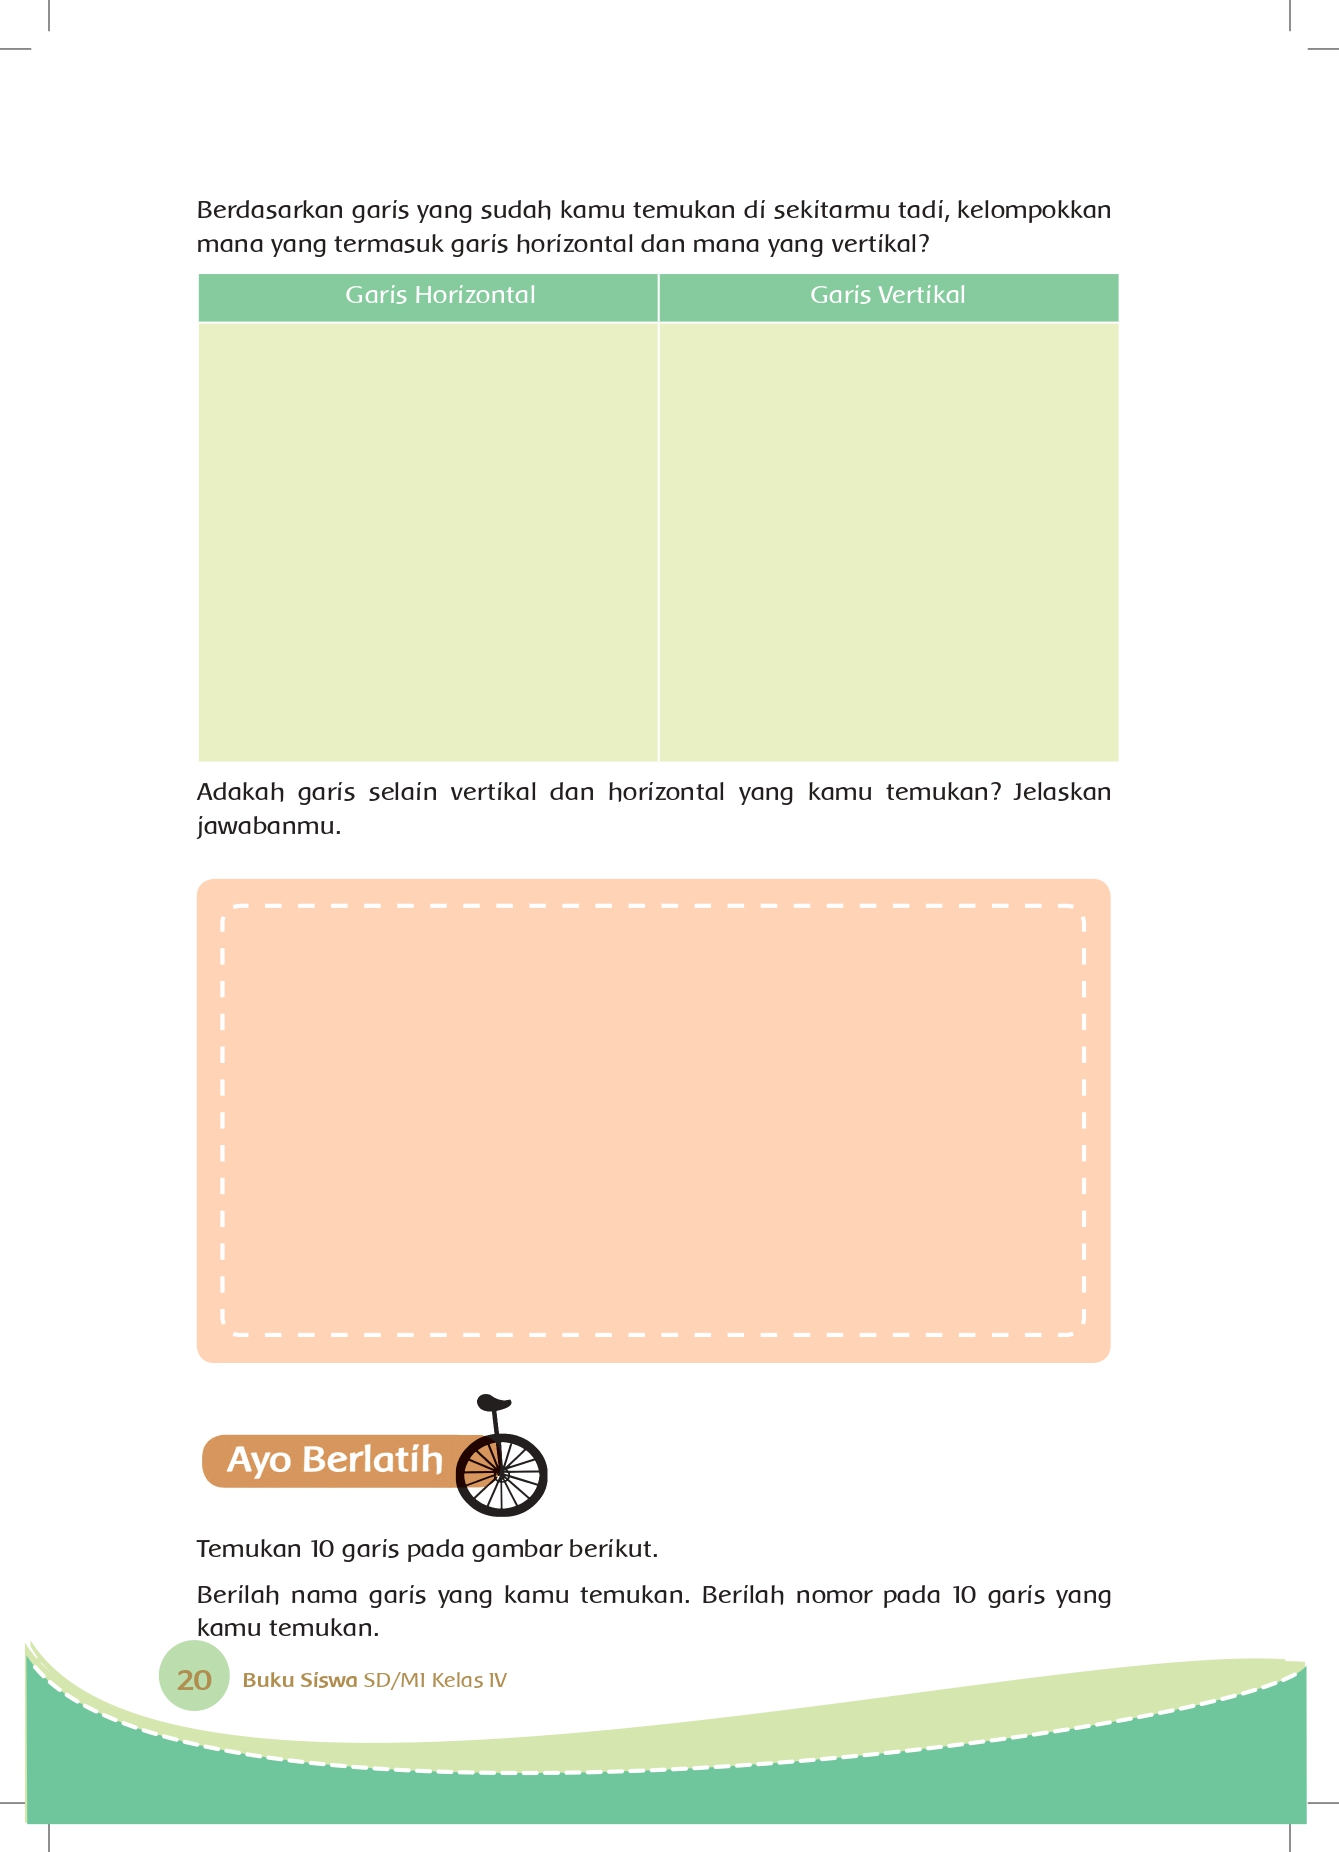 Berdasarkan garis yang sudah kamu temukan di sekitarmu tadi, kelompokkan
mana yang termasuk garis horizontal dan mana yang vertikal?
Garis Horizontal
Garis Vertikal
Adakah garis selain vertikal dan horizontal yang kamu temukan? Jelaskan
jawabanmu.
Ayo Berlatih
Temukan 10 garis pada gambar berikut.
Berilah nama garis yang kamu temukan. Berilah nomor pada 10 garis yang
kamu temukan.
20
Buku Siswa SD/MI Kelas IV